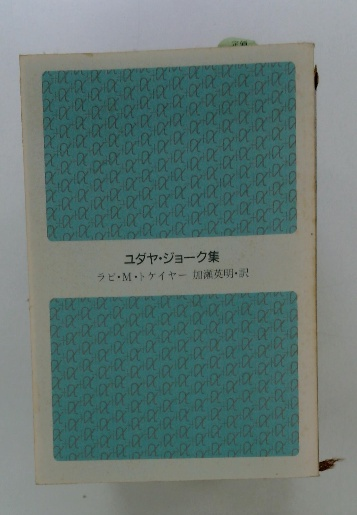 ユダヤ・ジョーク集
ラビ・M・トケイヤー 加瀬英明・訳